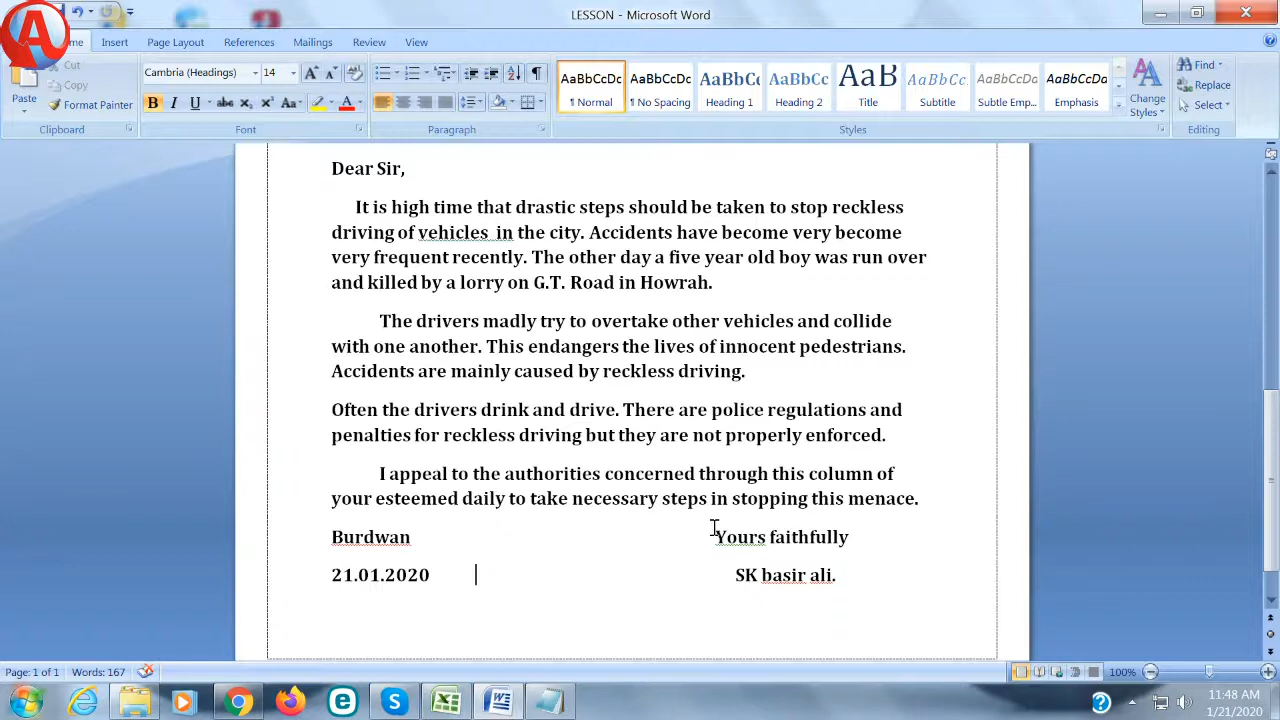 LESSON - Microsoft Word
A
Home Insert Page Layout References Mailings Review View
Cut
Copy
Format Painter
Paste
Clipboard
Cambria (Headings) 14
Font
Paragraph
AaBbCcDc AaBbCcDc AaBbC AaBbCc AaB AaBbCc AaBbCcDc AaBbCcDc
¶ Normal ¶ No Spacing Heading 1 Heading 2 Title Subtitle Subtle Emp... Emphasis
Change Styles
Styles
Find
Replace
Select
Editing
Dear Sir,
It is high time that drastic steps should be taken to stop reckless
driving of vehicles in the city. Accidents have become very become
very frequent recently. The other day a five year old boy was run over
and killed by a lorry on G.T. Road in Howrah.
The drivers madly try to overtake other vehicles and collide
with one another. This endangers the lives of innocent pedestrians.
Accidents are mainly caused by reckless driving.
Often the drivers drink and drive. There are police regulations and
penalties for reckless driving but they are not properly enforced.
I appeal to the authorities concerned through this column of
your esteemed daily to take necessary steps in stopping this menace.
Burdwan Yours faithfully
21.01.2020 SK basir ali.
Page: 1 of 1 Words: 167 100%
11:48 AM
1/21/2020